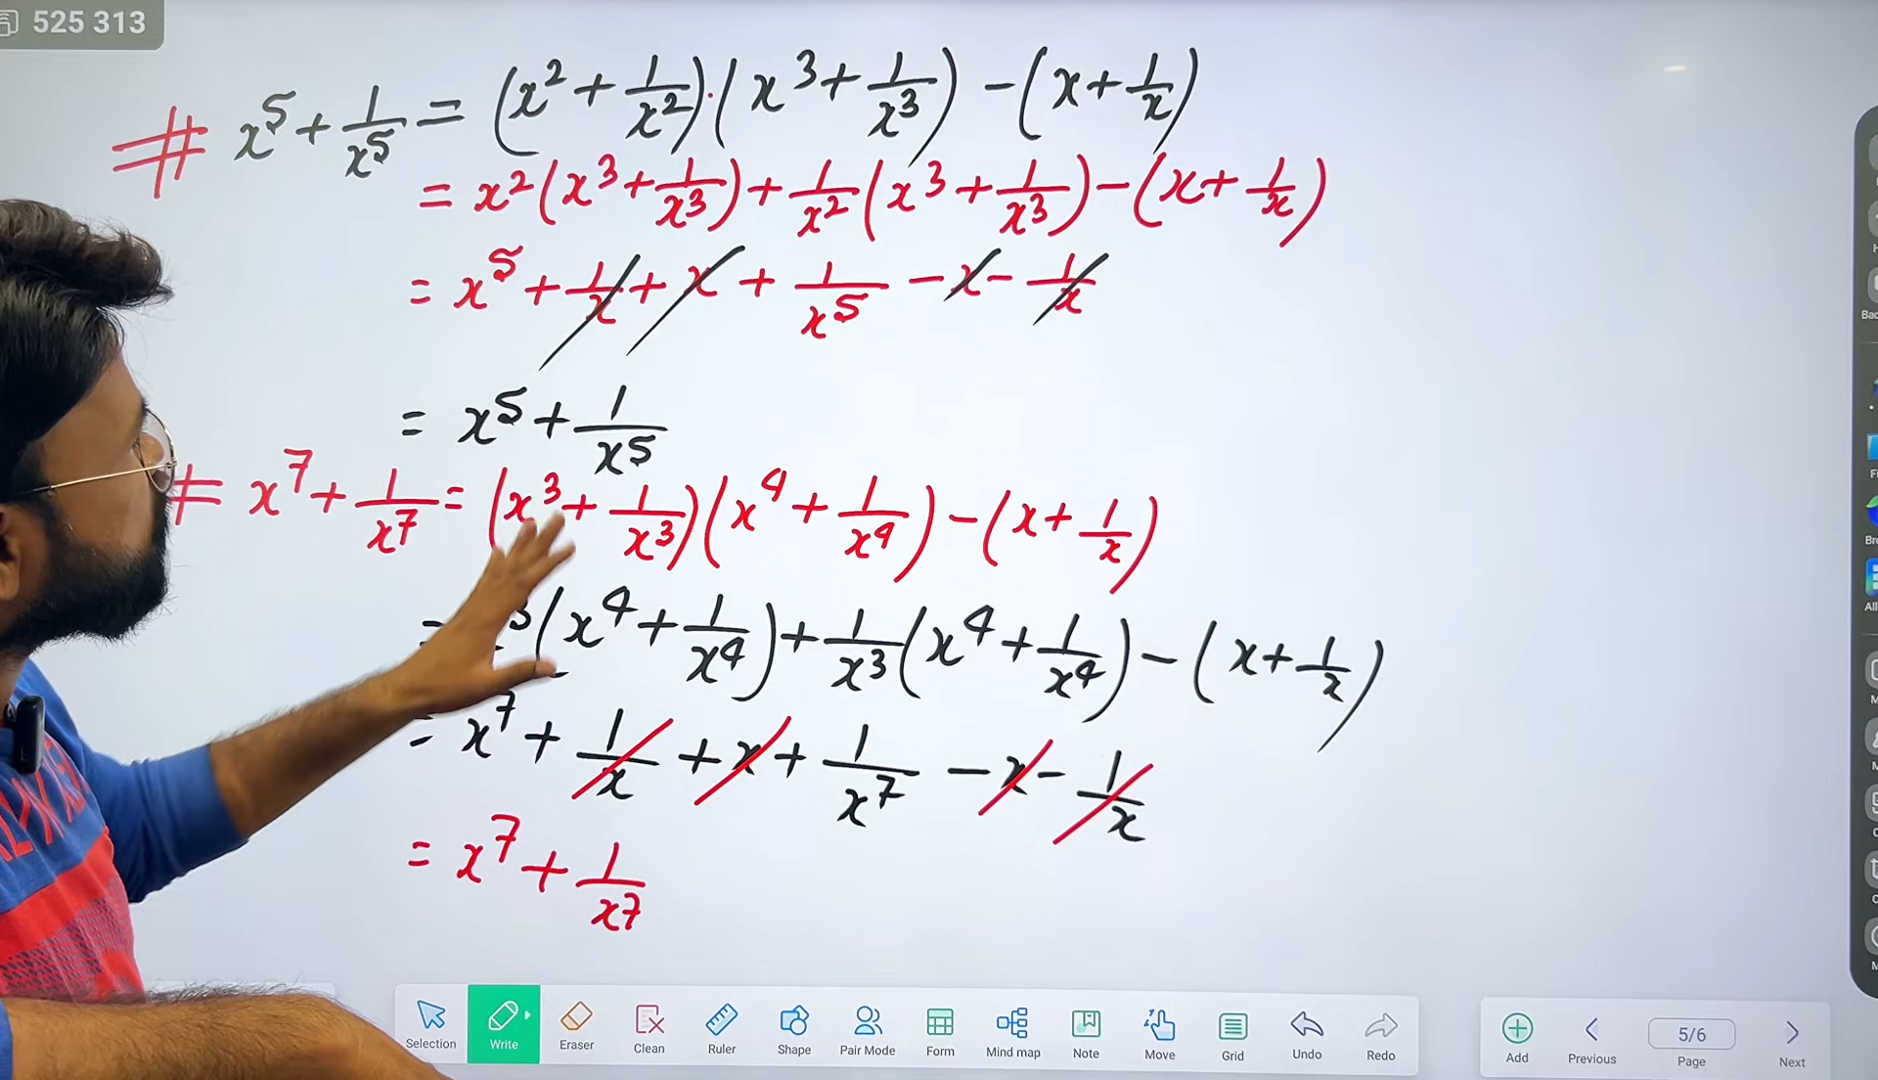 525 313
# x⁵ + 1/x⁵ = (x² + 1/x²)·(x³ + 1/x³) - (x + 1/x)
= x²(x³ + 1/x³) + 1/x²(x³ + 1/x³) - (x + 1/x)
= x⁵ + 1/x + x + 1/x⁵ - x - 1/x
= x⁵ + 1/x⁵
# x⁷ + 1/x⁷ = (x³ + 1/x³)(x⁴ + 1/x⁴) - (x + 1/x)
= ³(x⁴ + 1/x⁴) + 1/x³(x⁴ + 1/x⁴) - (x + 1/x)
= x⁷ + 1/x + x + 1/x⁷ - x - 1/x
= x⁷ + 1/x⁷
Selection Write Eraser Clean Ruler Shape Pair Mode Form Mind map Note Move Grid Undo Redo
Add Previous 5/6 Page Next